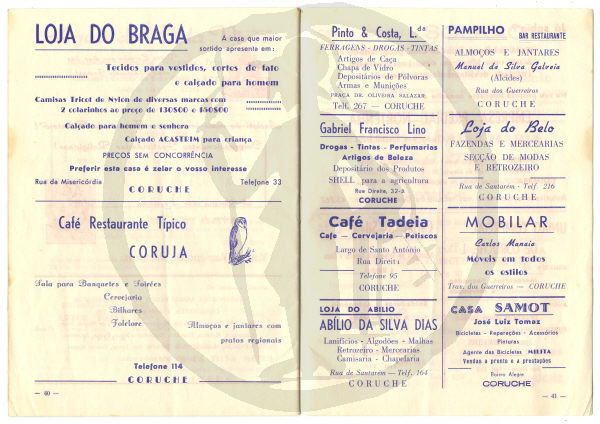 LOJA DO BRAGA
A casa que maior
sortido apresenta em:
Tecidos para vestidos, cortes de fato
e calçado para homem
Camisas Tricot de Nylon de diversas marcas com
2 colarinhos ao preço de 130$00 e 150$00
Calçado para homem e senhora
Calçado ACASTRIM para criança
PREÇOS SEM CONCORRÊNCIA
Preferir esta casa é zelar o vosso interesse
Rua da Misericórdia
Telefone 33
CORUCHE
Café Restaurante Típico
CORUJA
Sala para Banquetes e Soirées
Cervejaria
Bilhares
Folclore
Almoços e jantares com
pratos regionais
Telefone 114
CORUCHE
— 40 —
Pinto & Costa, L.da
FERRAGENS - DROGAS - TINTAS
Artigos de Caça
Chapa de Vidro
Depositários de Pólvoras
Armas e Munições
PRAÇA DR. OLIVEIRA SALAZAR
Telf. 267 — CORUCHE
Gabriel Francisco Lino
Drogas - Tintas - Perfumarias
Artigos de Beleza
Depositário dos Produtos
SHELL para a agricultura
Rua Direita, 32-
CORUCHE
Café Tadeia
Café — Cervejaria — Petiscos
Largo de Santo António
Rua Direita
Telefone 95
CORUCHE
LOJA DO ABILIO
ABÍLIO DA SILVA DIAS
Lanifícios - Algodões - Malhas
Retrozeiro - Mercearias
Camisaria - Chapelaria
Rua de Santarém - Telf. 164
CORUCHE
PAMPILHO
BAR RESTAURANTE
ALMOÇOS E JANTARES
Manuel da Silva Galveia
(Alcides)
Rua dos Guerreiros
CORUCHE
Loja do Belo
FAZENDAS E MERCEARIAS
SECÇÃO DE MODAS
E RETROZEIRO
Rua de Santarém - Telf. 216
CORUCHE
MOBILAR
Carlos Manaia
Móveis em todos
os estilos
Trav. dos Guerreiros — CORUCHE
CASA SAMOT
José Luiz Tomaz
Bicicletas - Reparações - Acessórios
Pinturas
Agente das Bicicletas MILITA
Vendas a pronto e a prestações
Bairro Alegre
CORUCHE
— 41 —